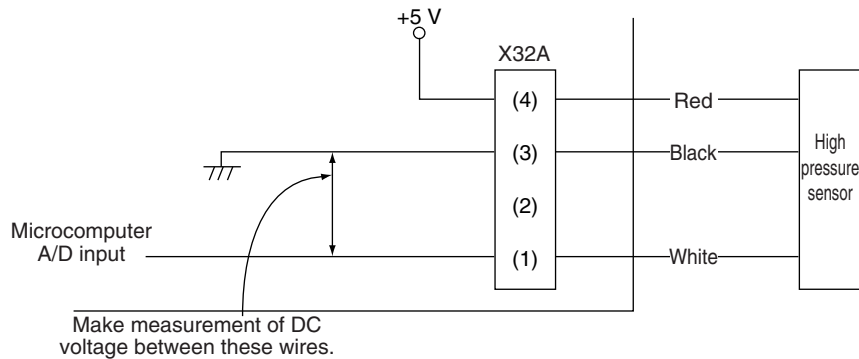 +5 V
X32A
(4)
Red
(3)
Black
High
pressure
sensor
(2)
Microcomputer
A/D input
(1)
White
Make measurement of DC
voltage between these wires.